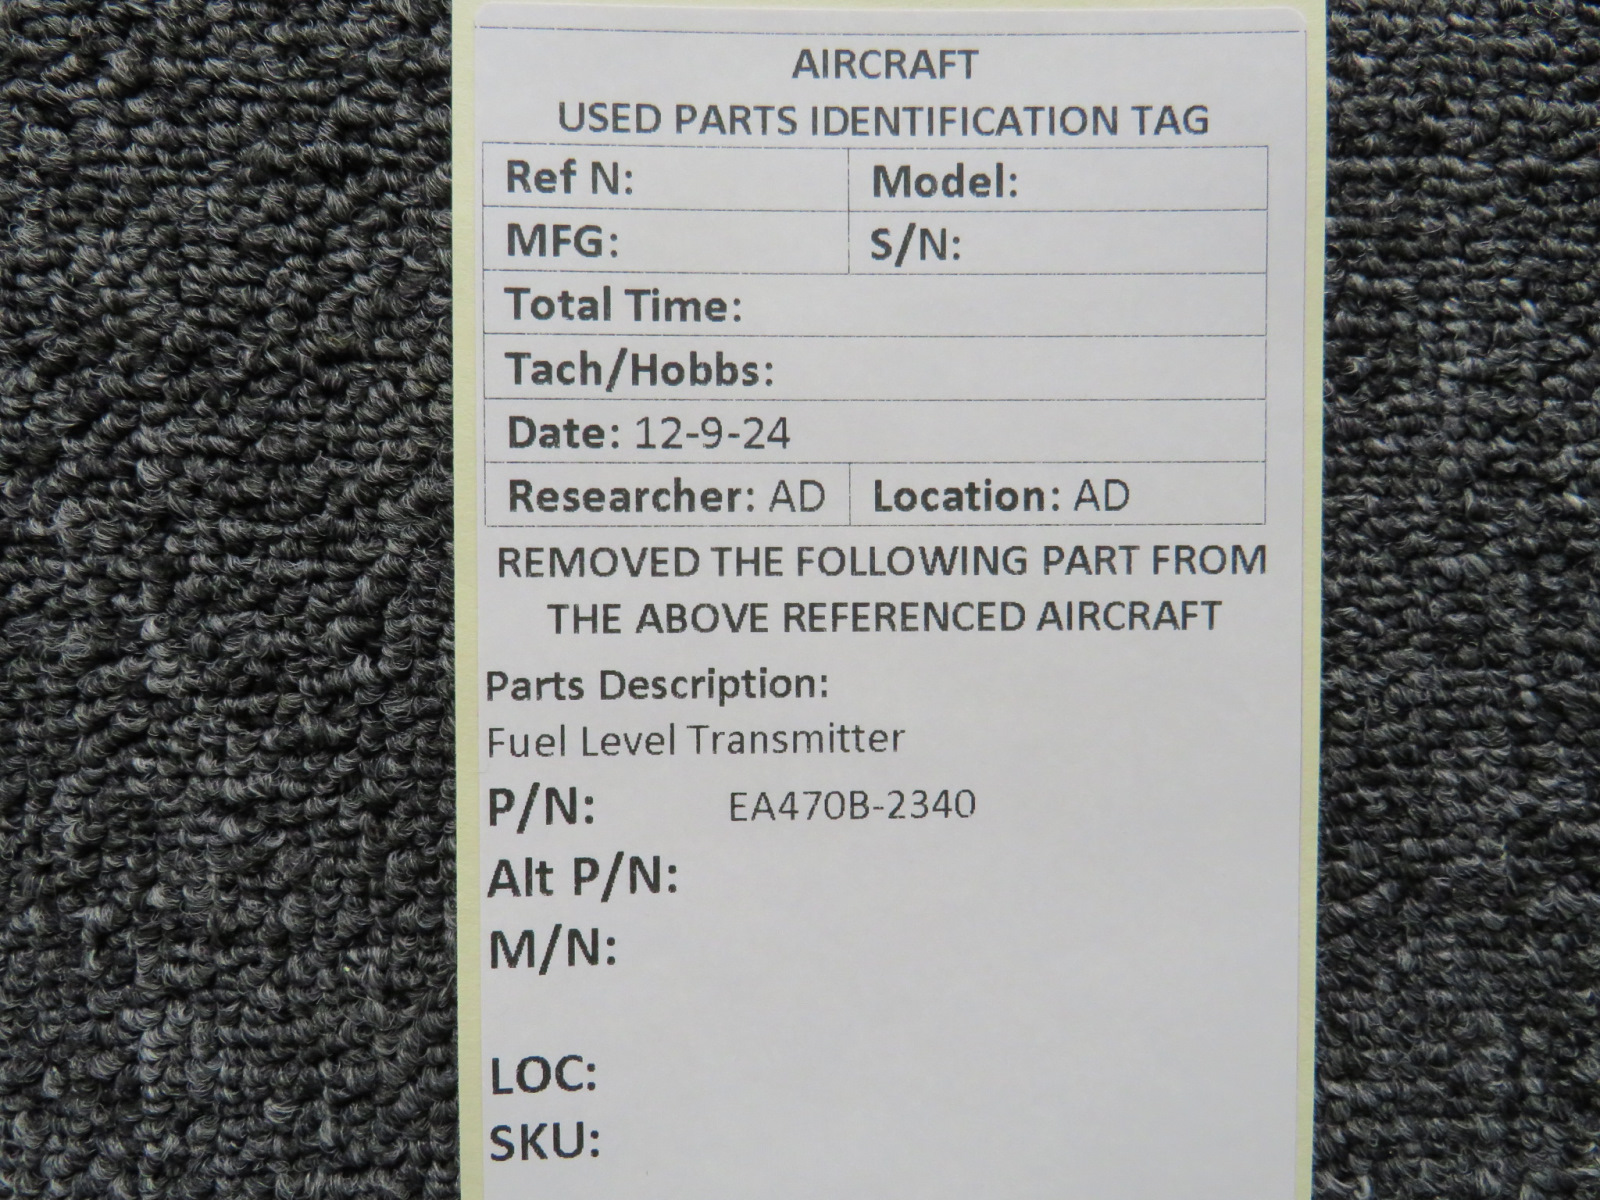 AIRCRAFT
USED PARTS IDENTIFICATION TAG
Ref N: Model:
MFG: S/N:
Total Time:
Tach/Hobbs:
Date: 12-9-24
Researcher: AD Location: AD
REMOVED THE FOLLOWING PART FROM
THE ABOVE REFERENCED AIRCRAFT
Parts Description:
Fuel Level Transmitter
P/N: EA470B-2340
Alt P/N:
M/N:
LOC:
SKU: